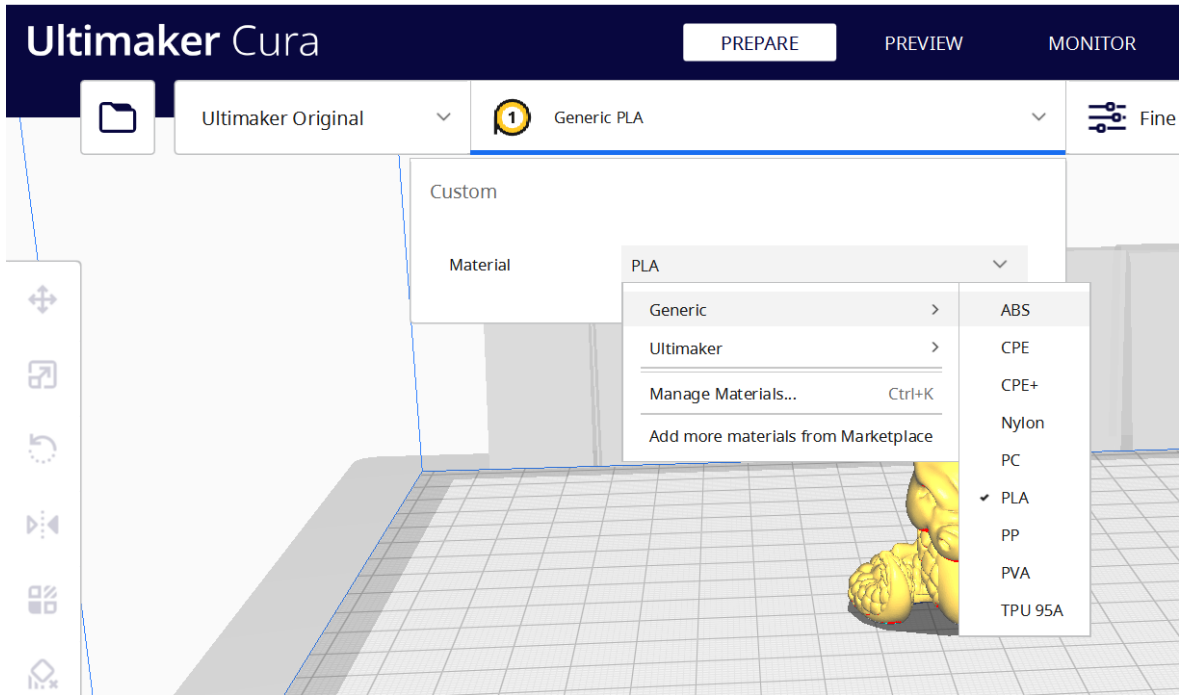 Ultimaker Cura
PREPARE
PREVIEW
MONITOR
Ultimaker Original
1
Generic PLA
Fine
Custom
Material
PLA
Generic
Ultimaker
Manage Materials... Ctrl+K
Add more materials from Marketplace
ABS
CPE
CPE+
Nylon
PC
PLA
PP
PVA
TPU 95A